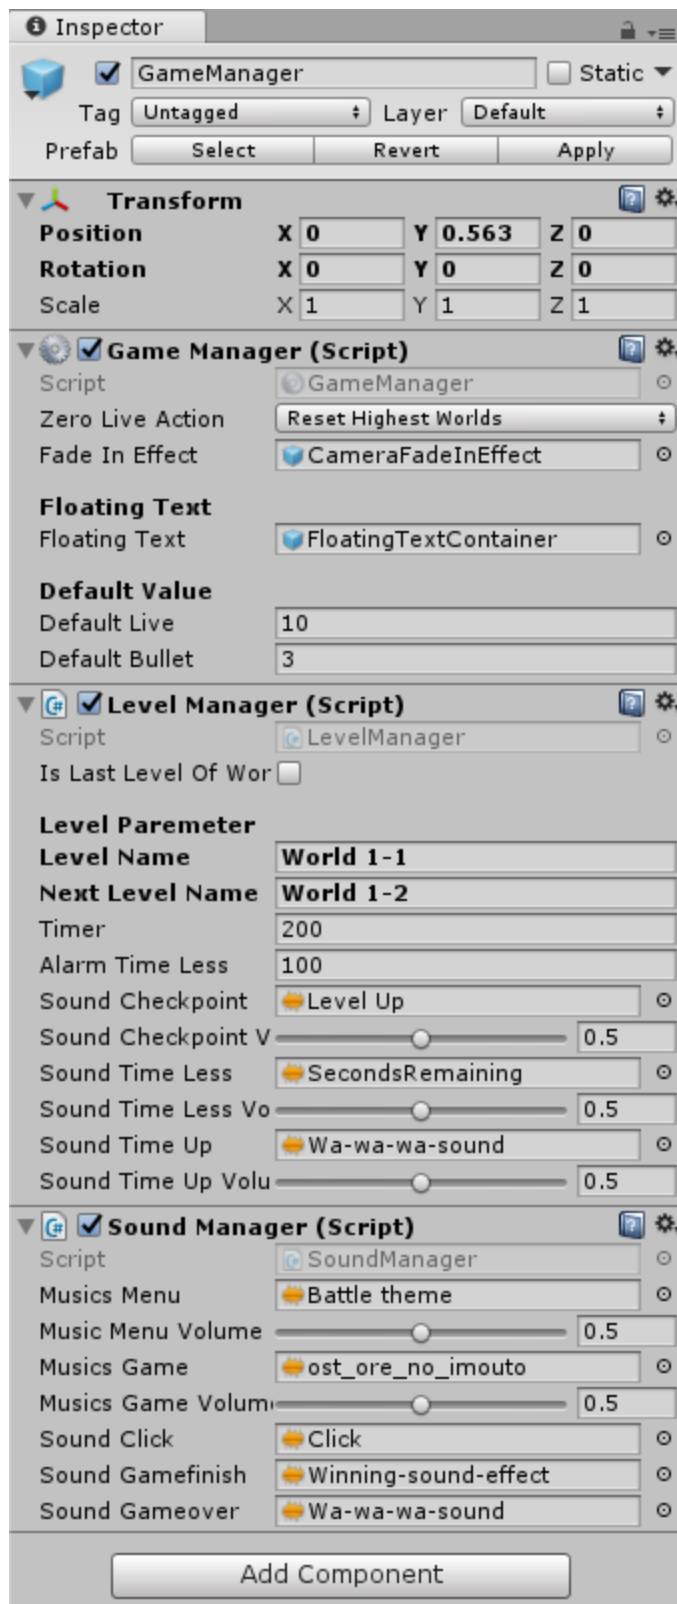 Inspector
GameManager Static
Tag Untagged Layer Default
Prefab Select Revert Apply
Transform
Position X 0 Y 0.563 Z 0
Rotation X 0 Y 0 Z 0
Scale X 1 Y 1 Z 1
Game Manager (Script)
Script GameManager
Zero Live Action Reset Highest Worlds
Fade In Effect CameraFadeInEffect
Floating Text
Floating Text FloatingTextContainer
Default Value
Default Live 10
Default Bullet 3
Level Manager (Script)
Script LevelManager
Is Last Level Of Wor
Level Paremeter
Level Name World 1-1
Next Level Name World 1-2
Timer 200
Alarm Time Less 100
Sound Checkpoint Level Up
Sound Checkpoint V 0.5
Sound Time Less SecondsRemaining
Sound Time Less Vo 0.5
Sound Time Up Wa-wa-wa-sound
Sound Time Up Volu 0.5
Sound Manager (Script)
Script SoundManager
Musics Menu Battle theme
Music Menu Volume 0.5
Musics Game ost_ore_no_imouto
Musics Game Volum 0.5
Sound Click Click
Sound Gamefinish Winning-sound-effect
Sound Gameover Wa-wa-wa-sound
Add Component